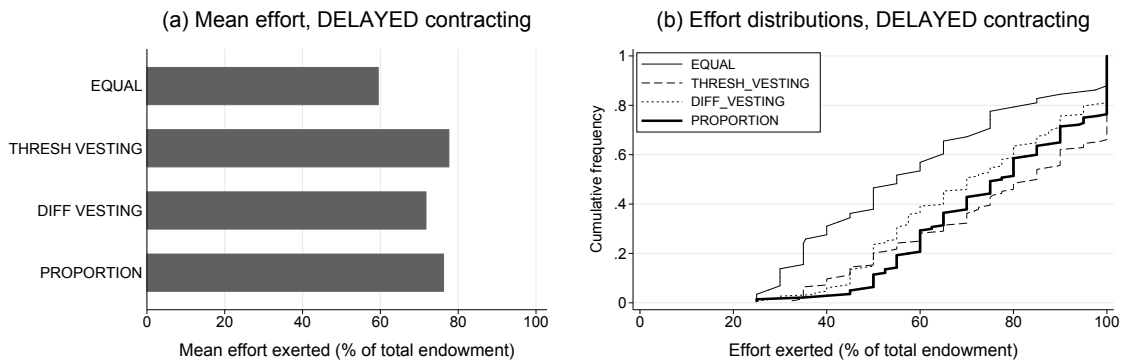 (a) Mean effort, DELAYED contracting
EQUAL
THRESH VESTING
DIFF VESTING
PROPORTION
0 20 40 60 80 100
Mean effort exerted (% of total endowment)
(b) Effort distributions, DELAYED contracting
EQUAL
THRESH_VESTING
DIFF_VESTING
PROPORTION
Cumulative frequency
1
.8
.6
.4
.2
0
0 20 40 60 80 100
Effort exerted (% of total endowment)